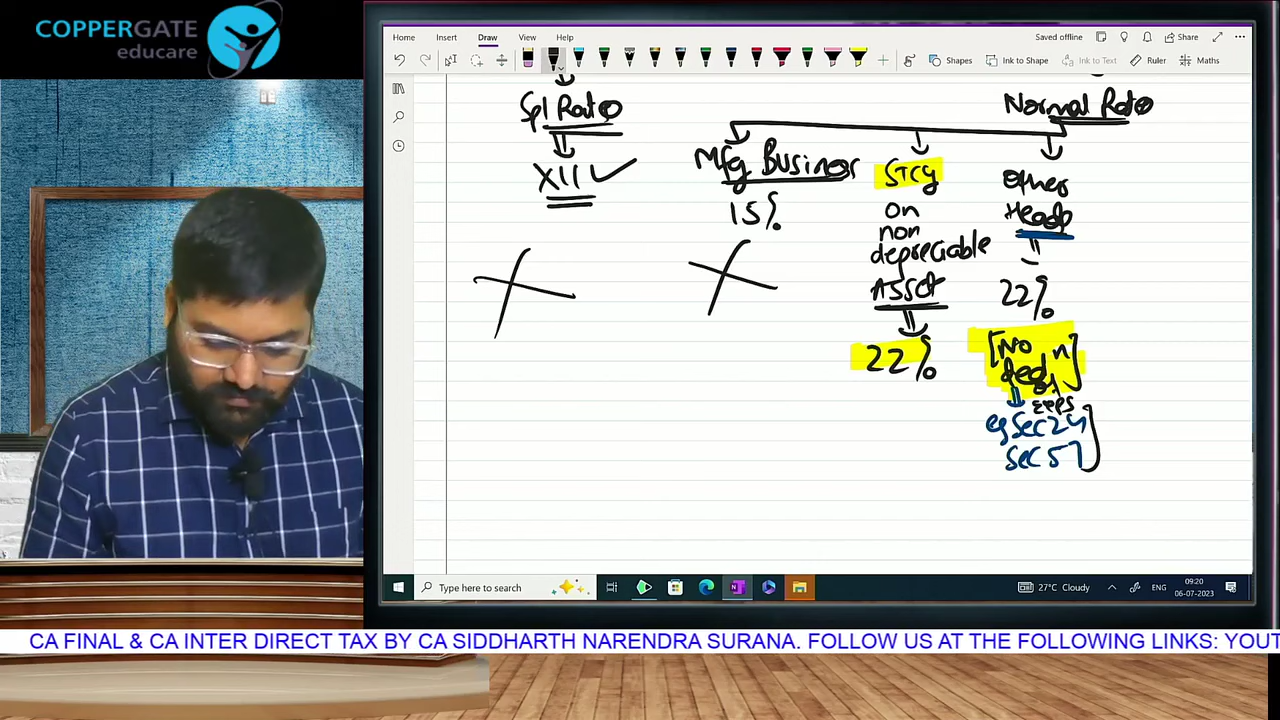 COPPERGATE
educare
Home Insert Draw View Help
Saved offline
Share
Shapes
Ink to Shape
Ink to Text
Ruler
Maths
Spl Rate
XII
Normal Rate
Mfg Business
15%
STCG
on
non
depreciable
Asset
22%
Other
Heads
22%
[No
dedn]
of
Exps
eg Sec 24
Sec 57
Type here to search
27°C Cloudy
ENG
09:20
06-07-2023
CA FINAL & CA INTER DIRECT TAX BY CA SIDDHARTH NARENDRA SURANA. FOLLOW US AT THE FOLLOWING LINKS: YOUT